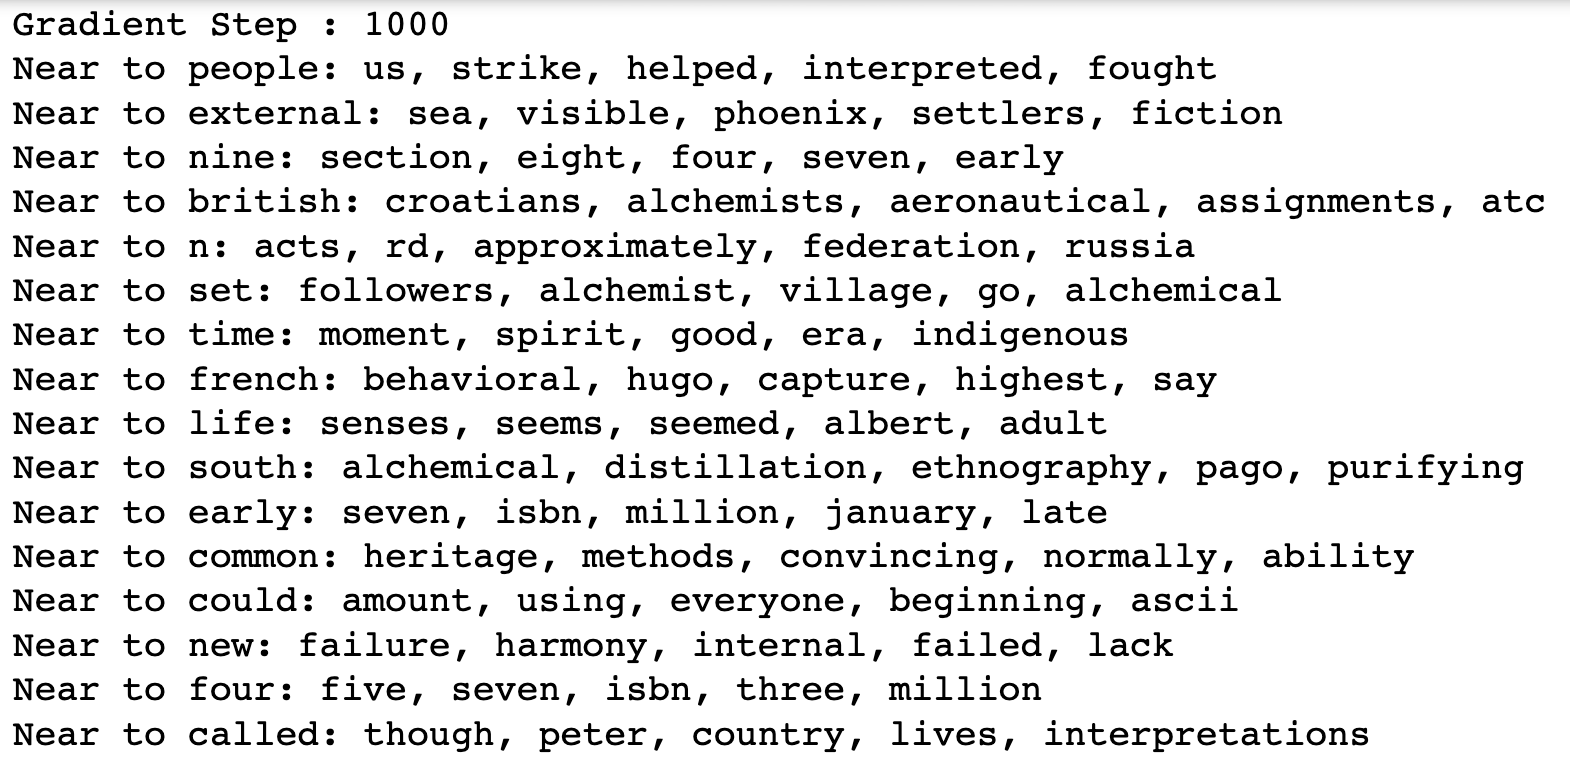 Gradient Step : 1000
Near to people: us, strike, helped, interpreted, fought
Near to external: sea, visible, phoenix, settlers, fiction
Near to nine: section, eight, four, seven, early
Near to british: croatians, alchemists, aeronautical, assignments, atc
Near to n: acts, rd, approximately, federation, russia
Near to set: followers, alchemist, village, go, alchemical
Near to time: moment, spirit, good, era, indigenous
Near to french: behavioral, hugo, capture, highest, say
Near to life: senses, seems, seemed, albert, adult
Near to south: alchemical, distillation, ethnography, pago, purifying
Near to early: seven, isbn, million, january, late
Near to common: heritage, methods, convincing, normally, ability
Near to could: amount, using, everyone, beginning, ascii
Near to new: failure, harmony, internal, failed, lack
Near to four: five, seven, isbn, three, million
Near to called: though, peter, country, lives, interpretations